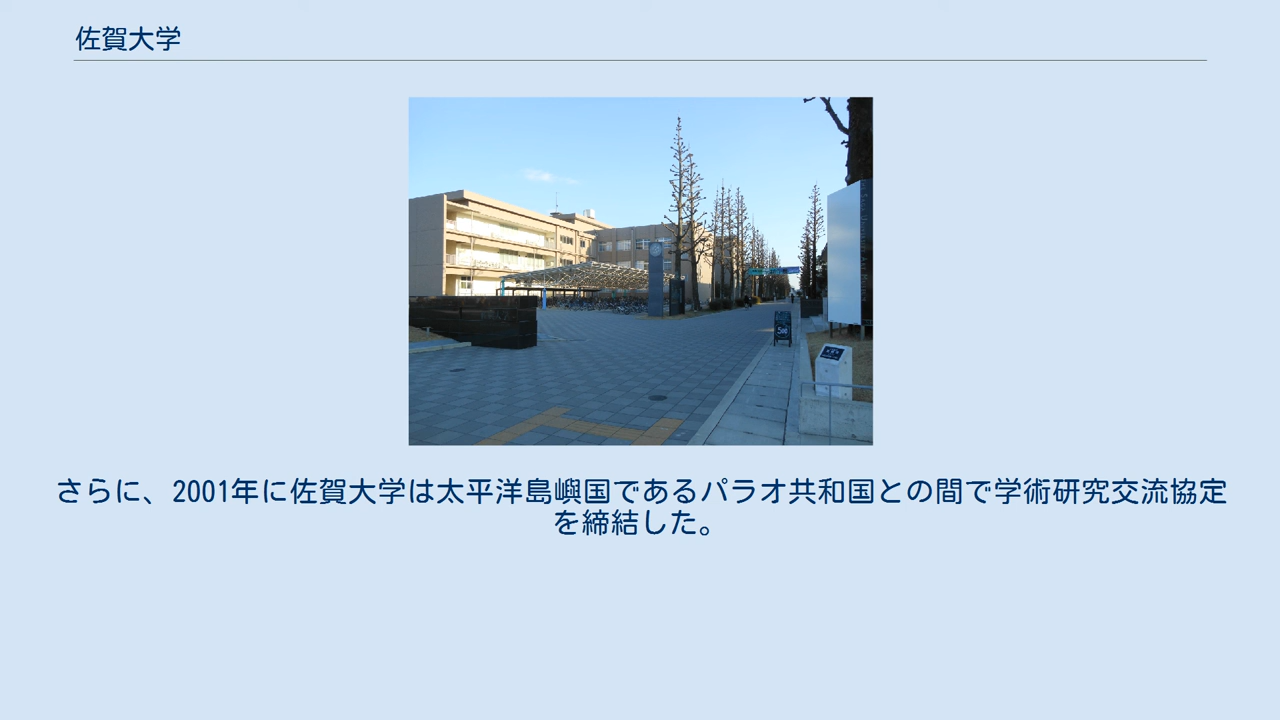 佐賀大学
さらに、2001年に佐賀大学は太平洋島嶼国であるパラオ共和国との間で学術研究交流協定
を締結した。